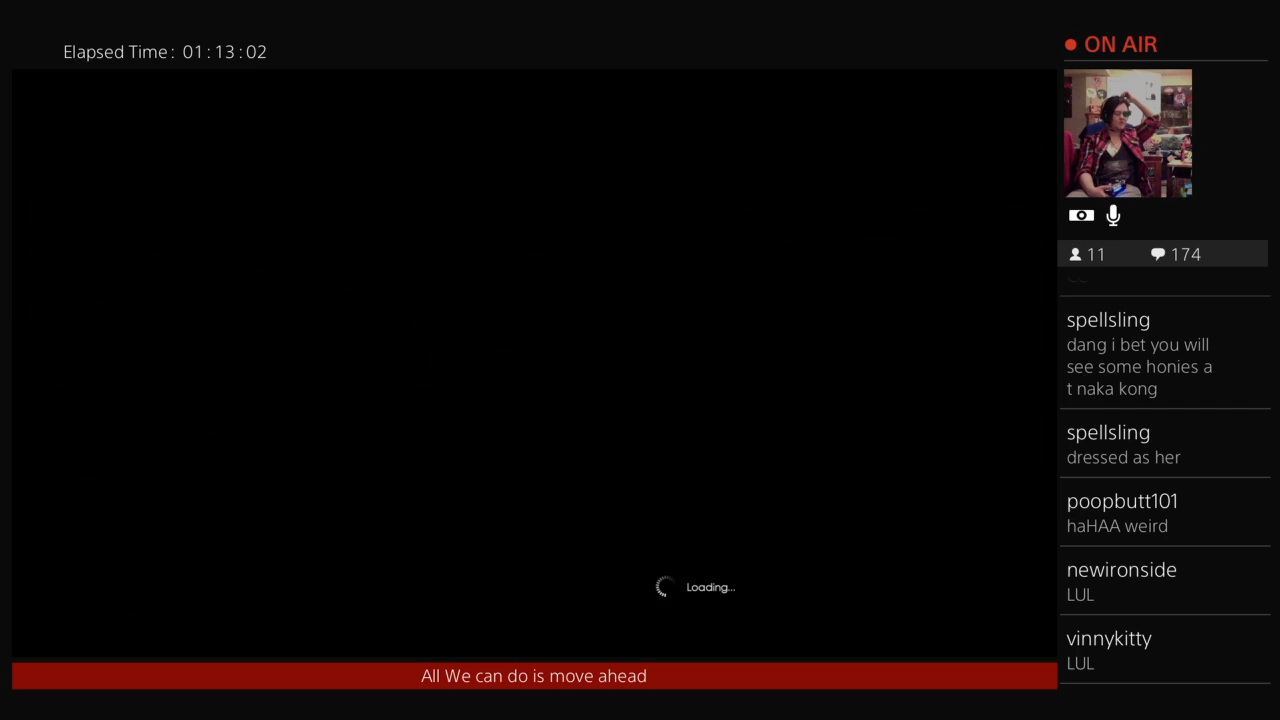 Elapsed Time: 01:13:02
ON AIR
11 174
spellsling
dang i bet you will
see some honies a
t naka kong
spellsling
dressed as her
poopbutt101
haHAA weird
newironside
LUL
vinnykitty
LUL
Loading...
All We can do is move ahead